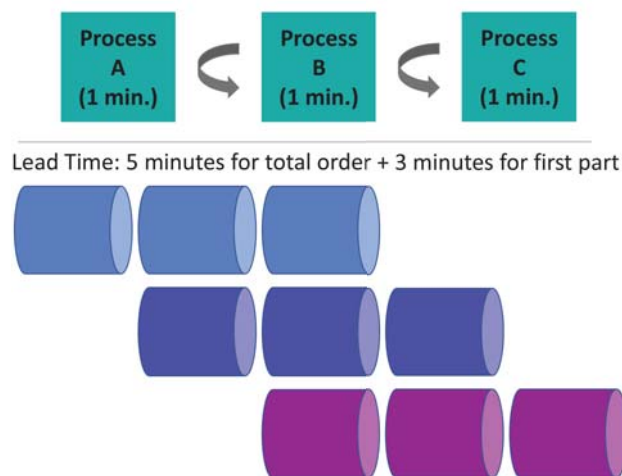 Process
A
(1 min.)
Process
B
(1 min.)
Process
C
(1 min.)
Lead Time: 5 minutes for total order + 3 minutes for first part